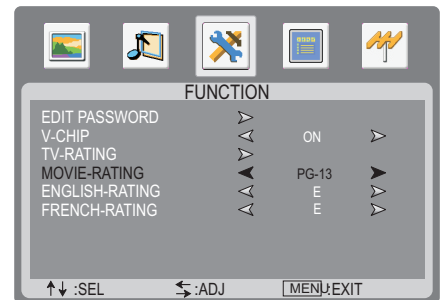 FUNCTION
EDIT PASSWORD
V-CHIP ON
TV-RATING
MOVIE-RATING PG-13
ENGLISH-RATING E
FRENCH-RATING E
:SEL :ADJ MENU:EXIT